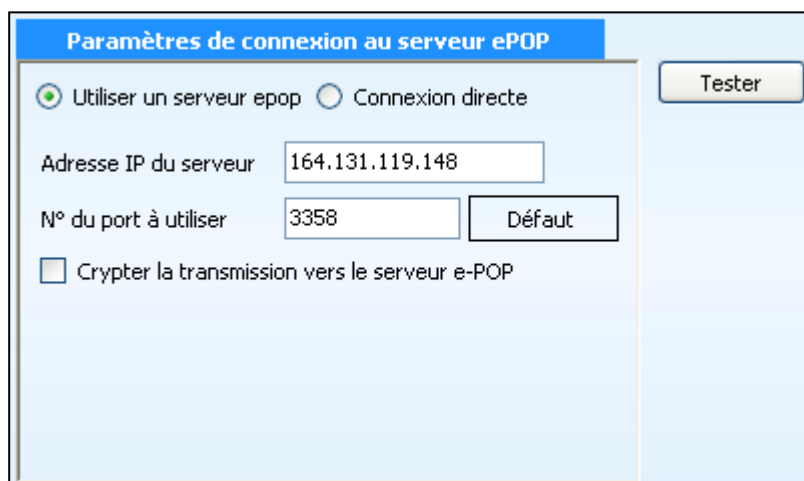 Paramètres de connexion au serveur ePOP
Tester
Utiliser un serveur epop Connexion directe
Adresse IP du serveur 164.131.119.148
N° du port à utiliser 3358 Défaut
Crypter la transmission vers le serveur e-POP